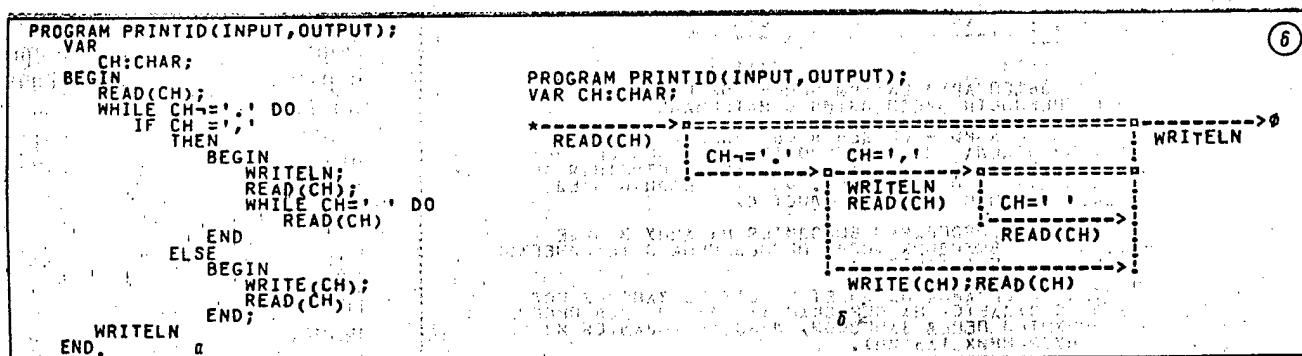 PROGRAM PRINTID(INPUT,OUTPUT);
VAR
CH:CHAR;
BEGIN
READ(CH);
WHILE CH¬='.' DO
IF CH =','
THEN
BEGIN
WRITELN;
READ(CH);
WHILE CH=' ' DO
READ(CH)
END
ELSE
BEGIN
WRITE(CH);
READ(CH)
END;
WRITELN
END.
а
б
PROGRAM PRINTID(INPUT,OUTPUT);
VAR CH:CHAR;
READ(CH)
WRITELN
CH¬='.' CH=','
WRITELN
READ(CH) CH=' '
READ(CH)
WRITE(CH);READ(CH)
б